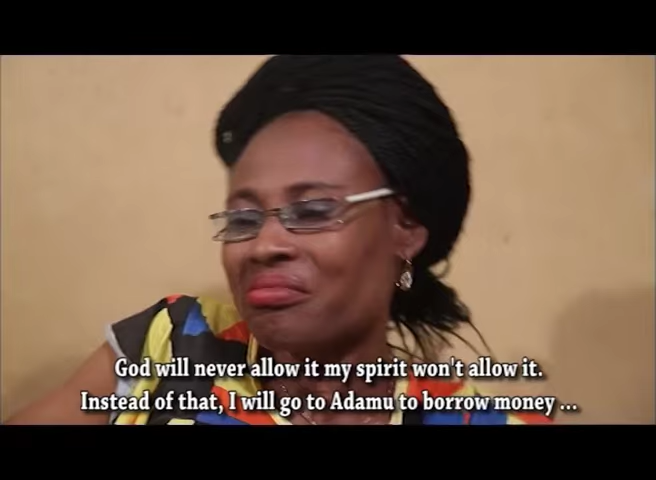 God will never allow it my spirit won't allow it.
Instead of that, I will go to Adamu to borrow money ...